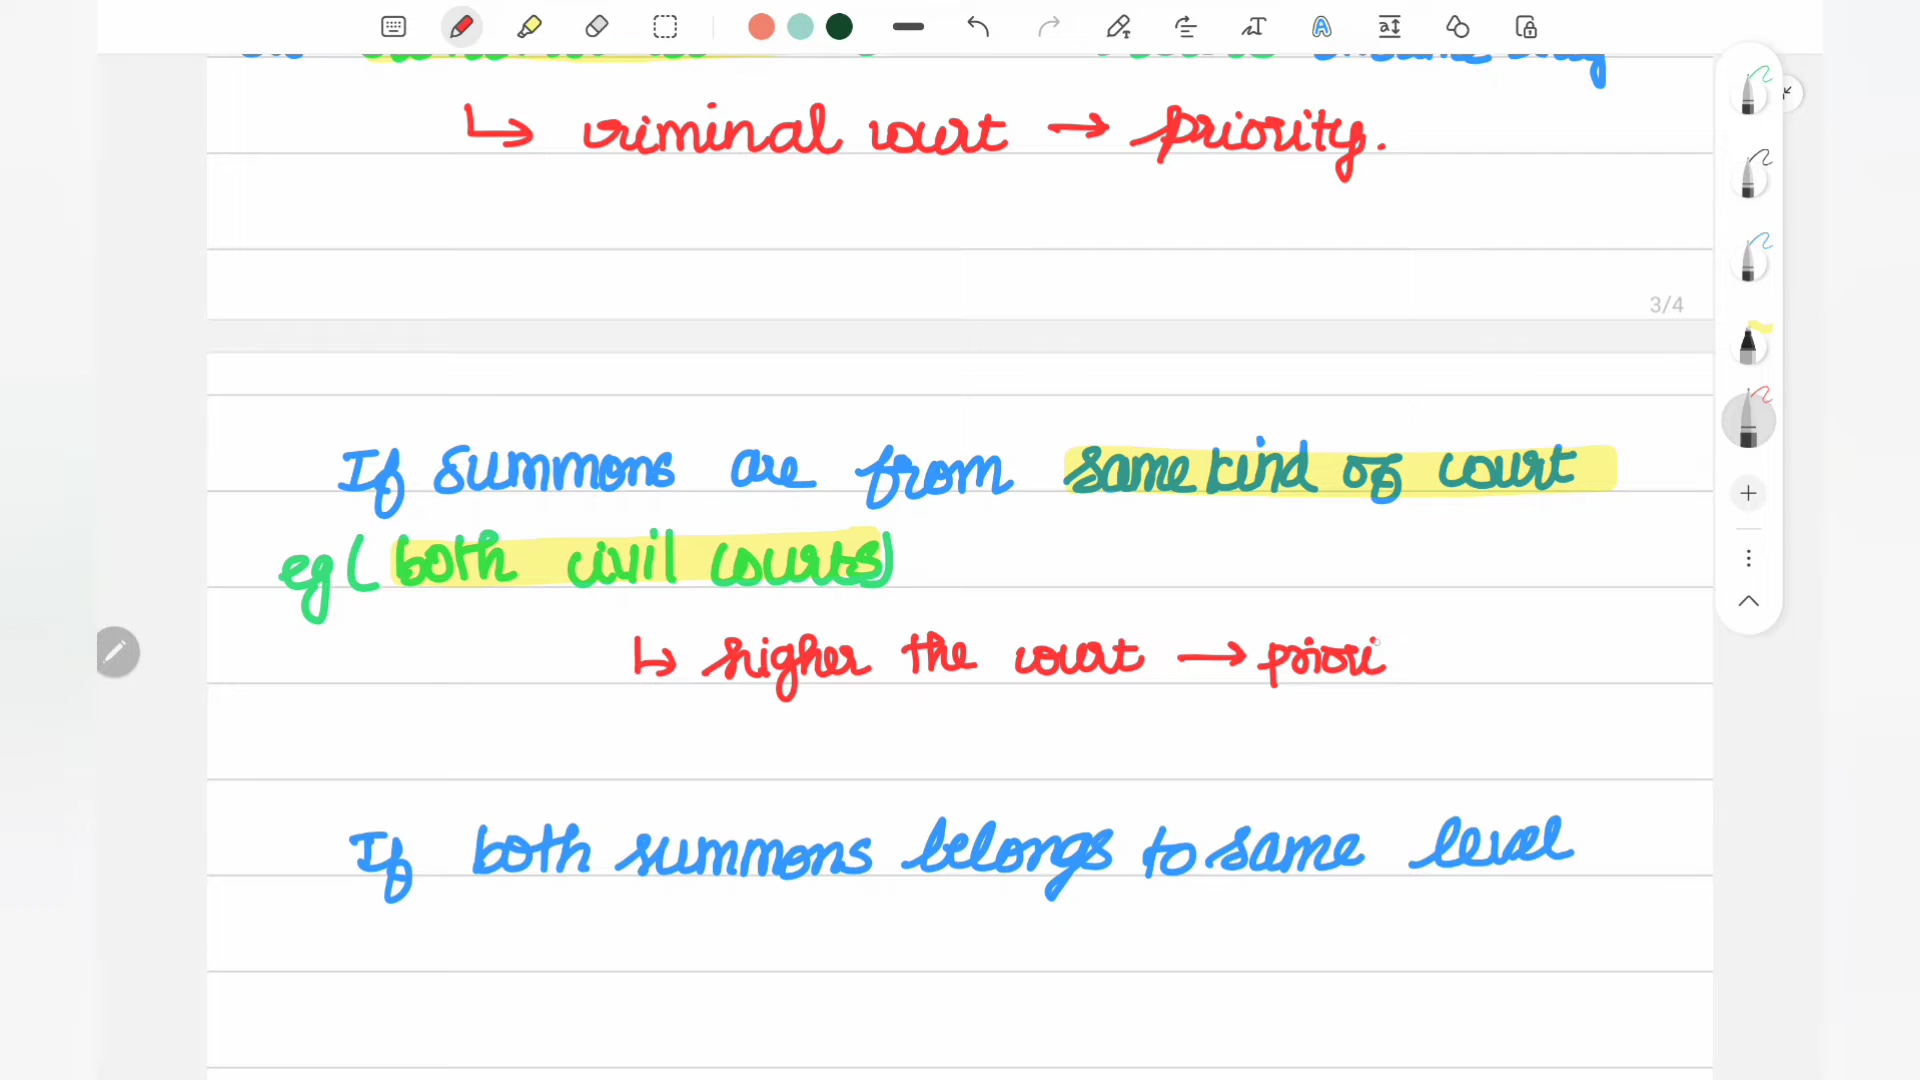 ↳ criminal court → priority.
3/4
If summons are from same kind of court
eg (both civil courts)
↳ higher the court → priori
If both summons belongs to same level